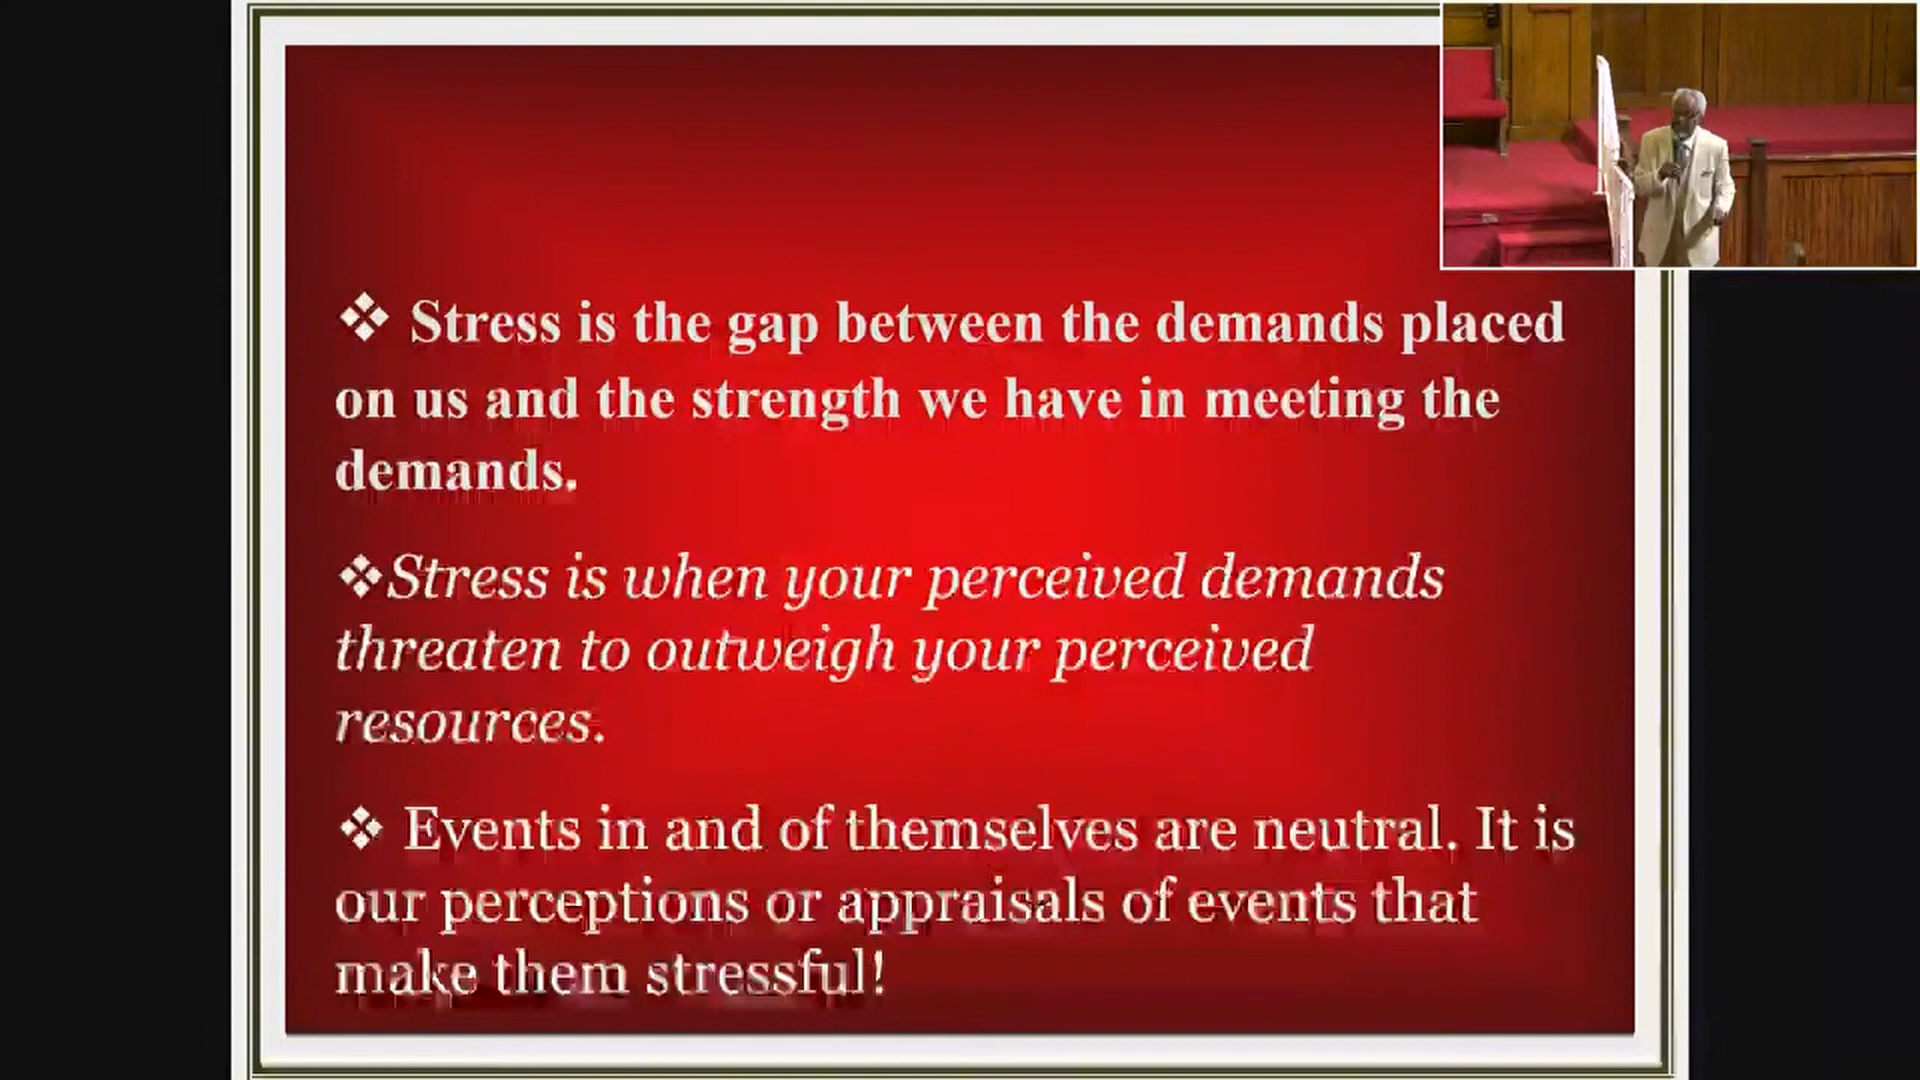 ❖ Stress is the gap between the demands placed
on us and the strength we have in meeting the
demands.
❖Stress is when your perceived demands
threaten to outweigh your perceived
resources.
❖ Events in and of themselves are neutral. It is
our perceptions or appraisals of events that
make them stressful!